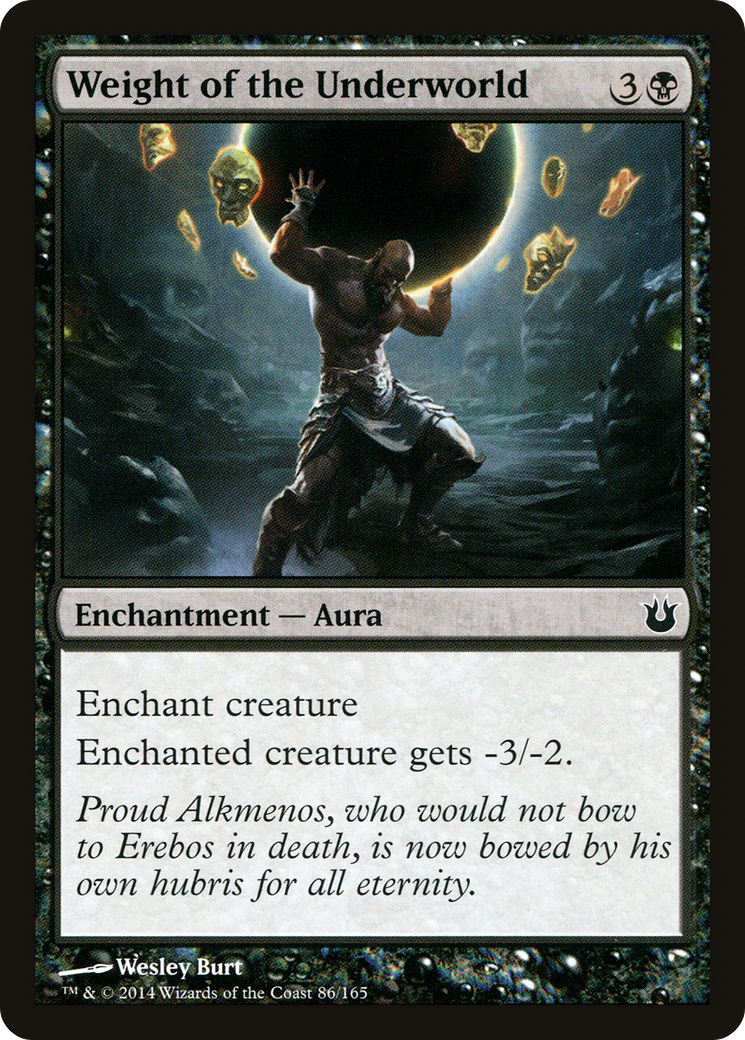 Weight of the Underworld 3
Enchantment — Aura
Enchant creature
Enchanted creature gets -3/-2.
Proud Alkmenos, who would not bow
to Erebos in death, is now bowed by his
own hubris for all eternity.
Wesley Burt
™ & © 2014 Wizards of the Coast 86/165